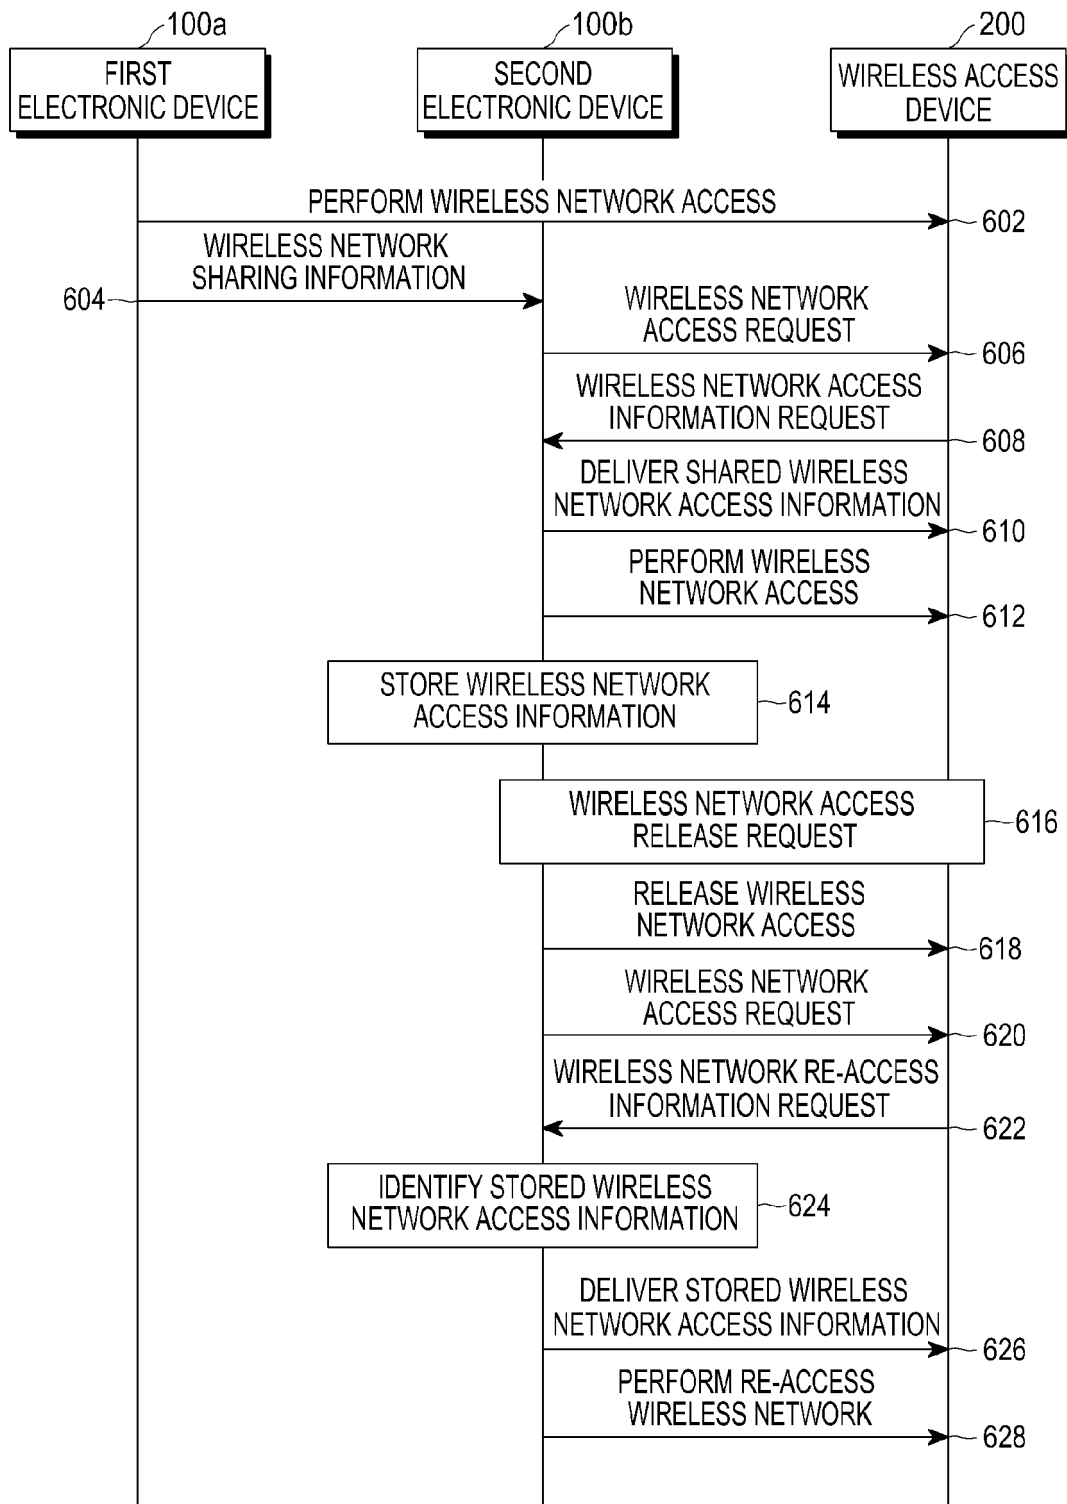 100a
100b
200
FIRST
ELECTRONIC DEVICE
SECOND
ELECTRONIC DEVICE
WIRELESS ACCESS
DEVICE
PERFORM WIRELESS NETWORK ACCESS
602
WIRELESS NETWORK
SHARING INFORMATION
604
WIRELESS NETWORK
ACCESS REQUEST
606
WIRELESS NETWORK ACCESS
INFORMATION REQUEST
608
DELIVER SHARED WIRELESS
NETWORK ACCESS INFORMATION
610
PERFORM WIRELESS
NETWORK ACCESS
612
STORE WIRELESS NETWORK
ACCESS INFORMATION
614
WIRELESS NETWORK ACCESS
RELEASE REQUEST
616
RELEASE WIRELESS
NETWORK ACCESS
618
WIRELESS NETWORK
ACCESS REQUEST
620
WIRELESS NETWORK RE-ACCESS
INFORMATION REQUEST
622
IDENTIFY STORED WIRELESS
NETWORK ACCESS INFORMATION
624
DELIVER STORED WIRELESS
NETWORK ACCESS INFORMATION
626
PERFORM RE-ACCESS
WIRELESS NETWORK
628